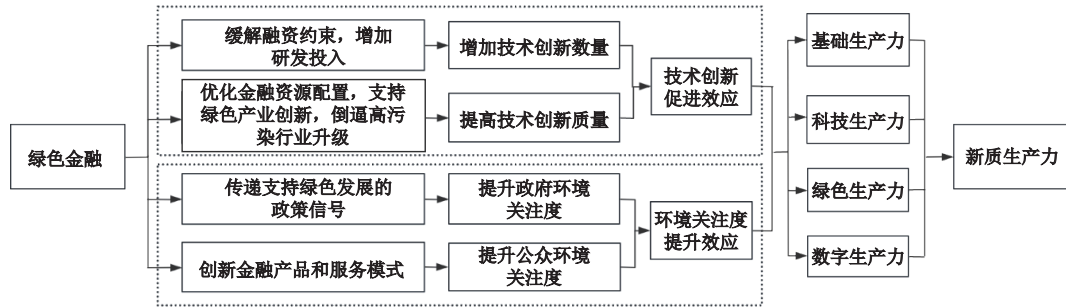 绿色金融
缓解融资约束，增加
研发投入
增加技术创新数量
优化金融资源配置，支持
绿色产业创新，倒逼高污
染行业升级
提高技术创新质量
技术创新
促进效应
传递支持绿色发展的
政策信号
提升政府环境
关注度
创新金融产品和服务模式
提升公众环境
关注度
环境关注度
提升效应
基础生产力
科技生产力
绿色生产力
数字生产力
新质生产力